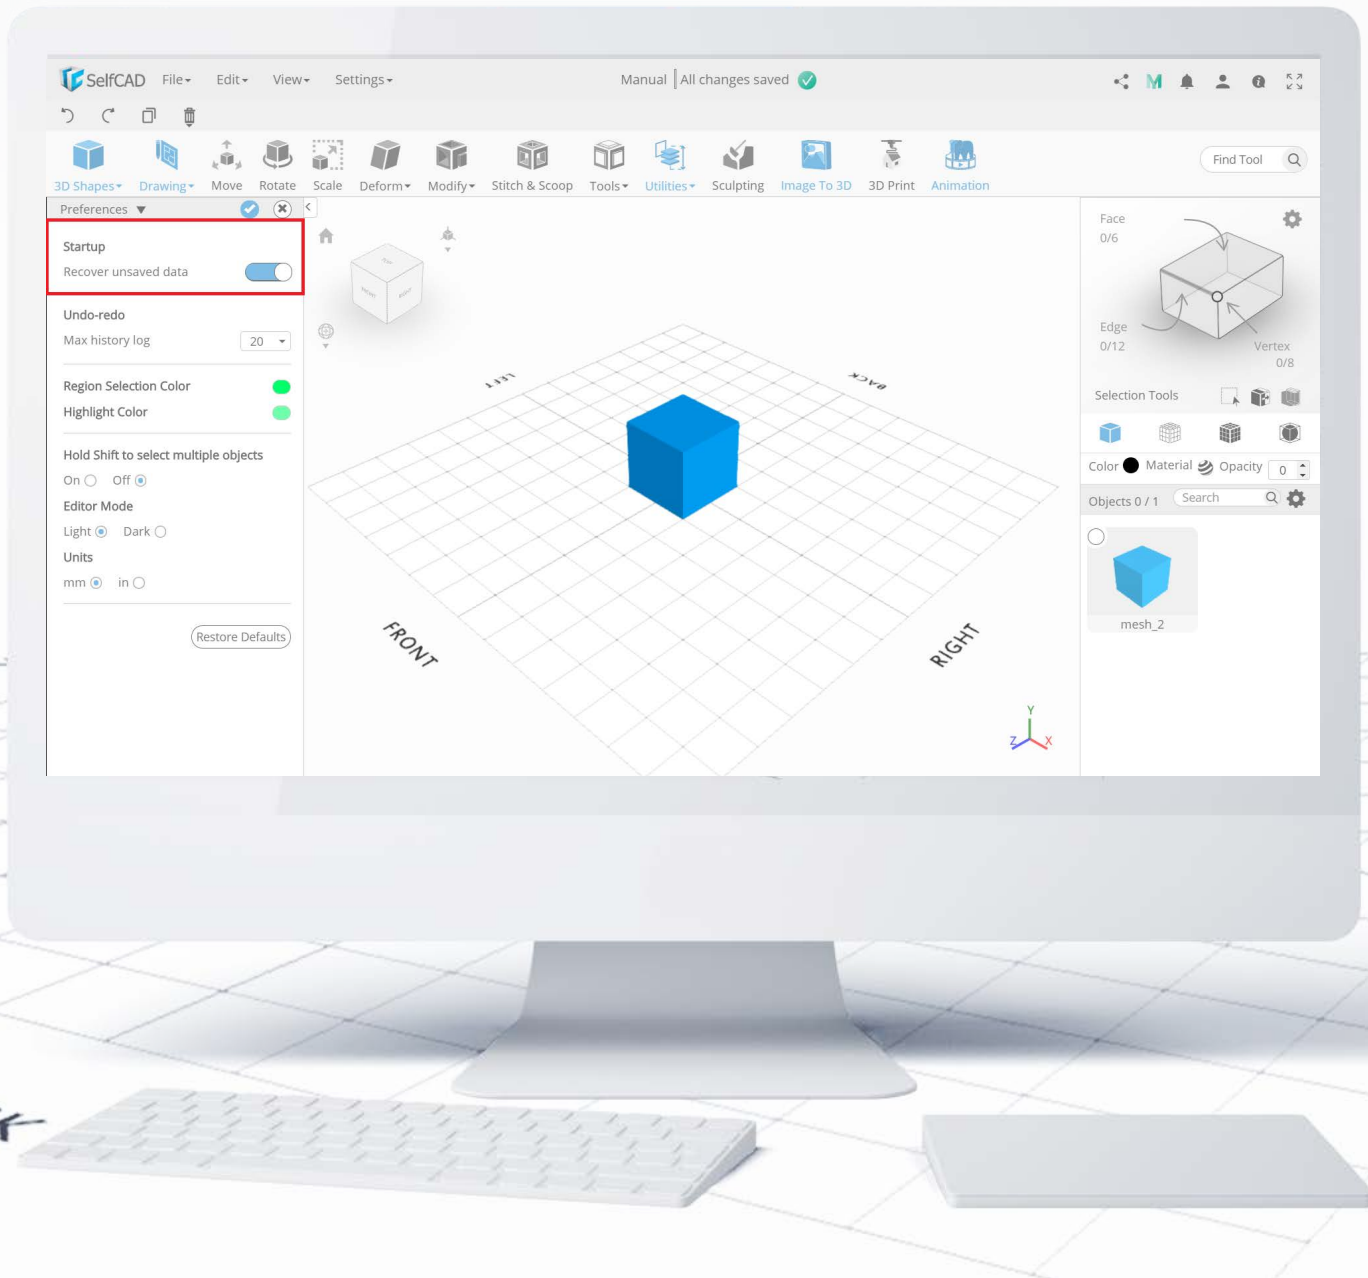 SelfCAD File Edit View Settings Manual All changes saved
3D Shapes Drawing Move Rotate Scale Deform Modify Stitch & Scoop Tools Utilities Sculpting Image To 3D 3D Print Animation Find Tool
Preferences
Startup
Recover unsaved data
Undo-redo
Max history log 20
Region Selection Color
Highlight Color
Hold Shift to select multiple objects
On Off
Editor Mode
Light Dark
Units
mm in
Restore Defaults
LEFT
BACK
FRONT
RIGHT
Y
Z X
Face
0/6
Edge
0/12
Vertex
0/8
Selection Tools
Color Material Opacity 0
Objects 0 / 1 Search
mesh_2